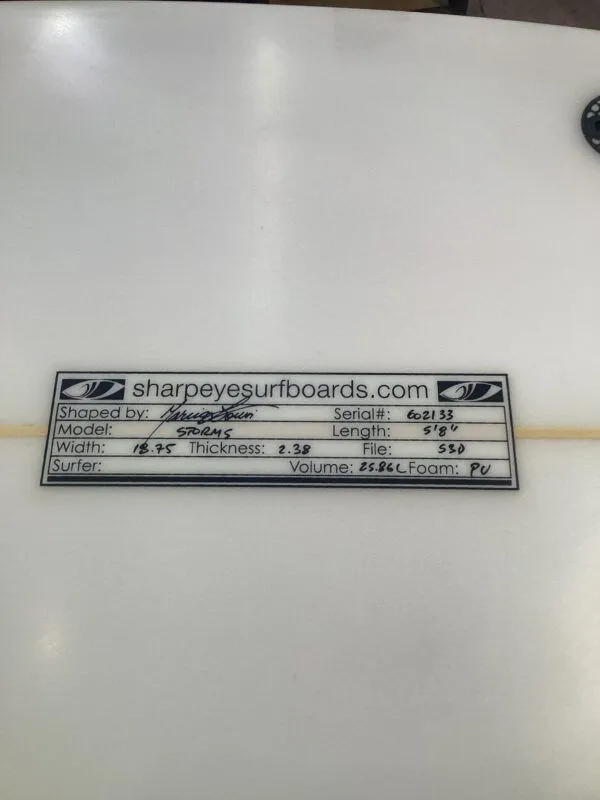 sharpeyesurfboards.com
Shaped by: Serial#: 602133
Model: STORMS Length: 5'8"
Width: 18.75 Thickness: 2.38 File: 530
Surfer: Volume: 25.86L Foam: PU